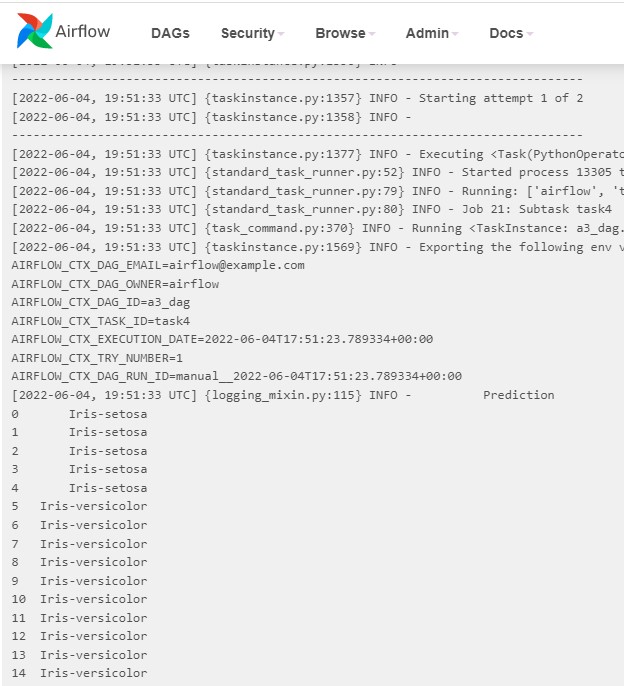 Airflow DAGs Security Browse Admin Docs
--------------------------------------------------------------------------------
[2022-06-04, 19:51:33 UTC] {taskinstance.py:1357} INFO - Starting attempt 1 of 2
[2022-06-04, 19:51:33 UTC] {taskinstance.py:1358} INFO -
--------------------------------------------------------------------------------
[2022-06-04, 19:51:33 UTC] {taskinstance.py:1377} INFO - Executing <Task(PythonOperato
[2022-06-04, 19:51:33 UTC] {standard_task_runner.py:52} INFO - Started process 13305 t
[2022-06-04, 19:51:33 UTC] {standard_task_runner.py:79} INFO - Running: ['airflow', 't
[2022-06-04, 19:51:33 UTC] {standard_task_runner.py:80} INFO - Job 21: Subtask task4
[2022-06-04, 19:51:33 UTC] {task_command.py:370} INFO - Running <TaskInstance: a3_dag.
[2022-06-04, 19:51:33 UTC] {taskinstance.py:1569} INFO - Exporting the following env v
AIRFLOW_CTX_DAG_EMAIL=airflow@example.com
AIRFLOW_CTX_DAG_OWNER=airflow
AIRFLOW_CTX_DAG_ID=a3_dag
AIRFLOW_CTX_TASK_ID=task4
AIRFLOW_CTX_EXECUTION_DATE=2022-06-04T17:51:23.789334+00:00
AIRFLOW_CTX_TRY_NUMBER=1
AIRFLOW_CTX_DAG_RUN_ID=manual__2022-06-04T17:51:23.789334+00:00
[2022-06-04, 19:51:33 UTC] {logging_mixin.py:115} INFO -          Prediction
0       Iris-setosa
1       Iris-setosa
2       Iris-setosa
3       Iris-setosa
4       Iris-setosa
5   Iris-versicolor
6   Iris-versicolor
7   Iris-versicolor
8   Iris-versicolor
9   Iris-versicolor
10  Iris-versicolor
11  Iris-versicolor
12  Iris-versicolor
13  Iris-versicolor
14  Iris-versicolor